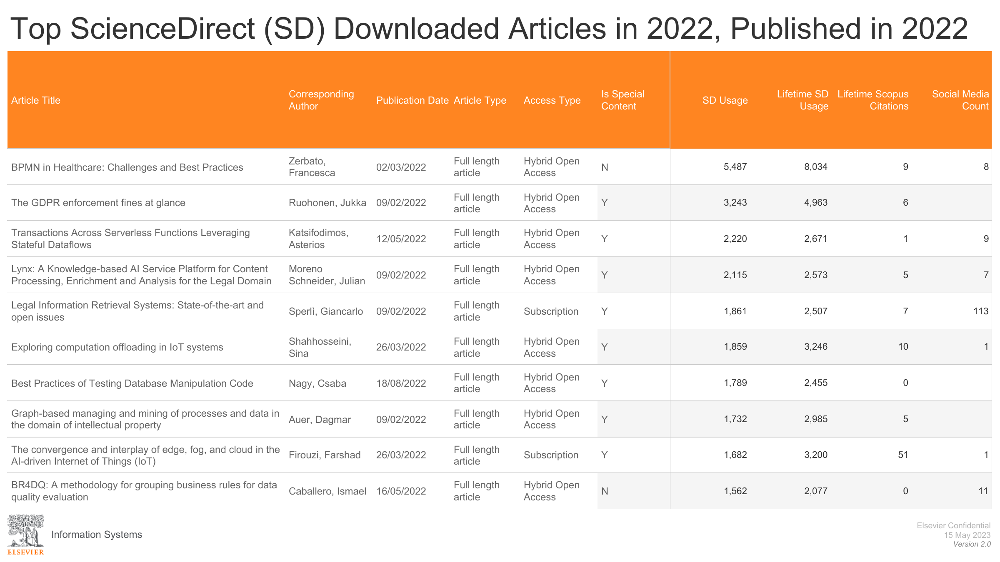 Top ScienceDirect (SD) Downloaded Articles in 2022, Published in 2022
Article Title
Corresponding
Author
Publication Date
Article Type
Access Type
Is Special
Content
SD Usage
Lifetime SD
Usage
Lifetime Scopus
Citations
Social Media
Count
BPMN in Healthcare: Challenges and Best Practices
Zerbato,
Francesca
02/03/2022
Full length
article
Hybrid Open
Access
N
5,487
8,034
9
8
The GDPR enforcement fines at glance
Ruohonen, Jukka
09/02/2022
Full length
article
Hybrid Open
Access
Y
3,243
4,963
6
Transactions Across Serverless Functions Leveraging
Stateful Dataflows
Katsifodimos,
Asterios
12/05/2022
Full length
article
Hybrid Open
Access
Y
2,220
2,671
1
9
Lynx: A Knowledge-based AI Service Platform for Content
Processing, Enrichment and Analysis for the Legal Domain
Moreno
Schneider, Julian
09/02/2022
Full length
article
Hybrid Open
Access
Y
2,115
2,573
5
7
Legal Information Retrieval Systems: State-of-the-art and
open issues
Sperlì, Giancarlo
09/02/2022
Full length
article
Subscription
Y
1,861
2,507
7
113
Exploring computation offloading in IoT systems
Shahhosseini,
Sina
26/03/2022
Full length
article
Hybrid Open
Access
Y
1,859
3,246
10
1
Best Practices of Testing Database Manipulation Code
Nagy, Csaba
18/08/2022
Full length
article
Hybrid Open
Access
Y
1,789
2,455
0
Graph-based managing and mining of processes and data in
the domain of intellectual property
Auer, Dagmar
09/02/2022
Full length
article
Hybrid Open
Access
Y
1,732
2,985
5
The convergence and interplay of edge, fog, and cloud in the
AI-driven Internet of Things (IoT)
Firouzi, Farshad
26/03/2022
Full length
article
Subscription
Y
1,682
3,200
51
1
BR4DQ: A methodology for grouping business rules for data
quality evaluation
Caballero, Ismael
16/05/2022
Full length
article
Hybrid Open
Access
N
1,562
2,077
0
11
ELSEVIER
Information Systems
Elsevier Confidential
15 May 2023
Version 2.0